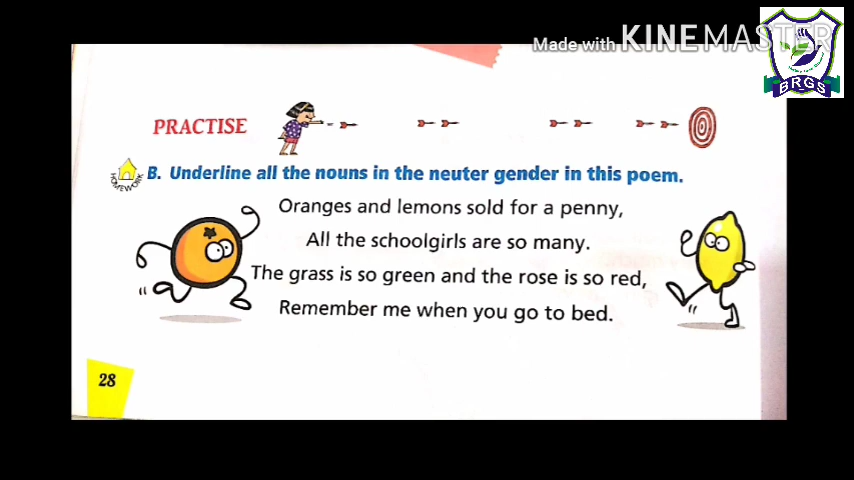 Made with KINEMASTER
BRGS
PRACTISE
HOMEWORK
B. Underline all the nouns in the neuter gender in this poem.
Oranges and lemons sold for a penny,
All the schoolgirls are so many.
The grass is so green and the rose is so red,
Remember me when you go to bed.
28